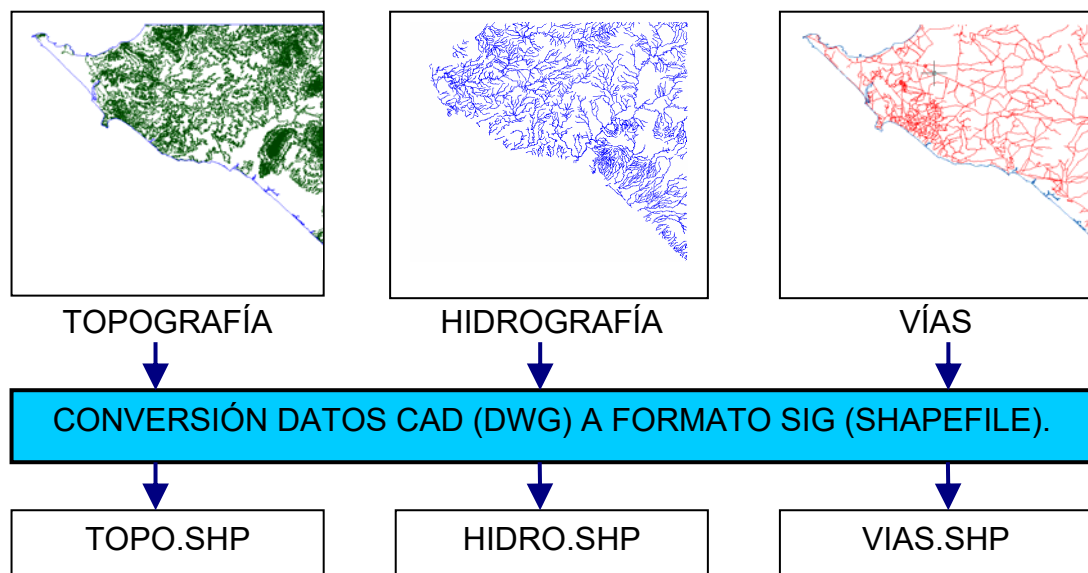 TOPOGRAFÍA
HIDROGRAFÍA
VÍAS
CONVERSIÓN DATOS CAD (DWG) A FORMATO SIG (SHAPEFILE).
TOPO.SHP
HIDRO.SHP
VIAS.SHP